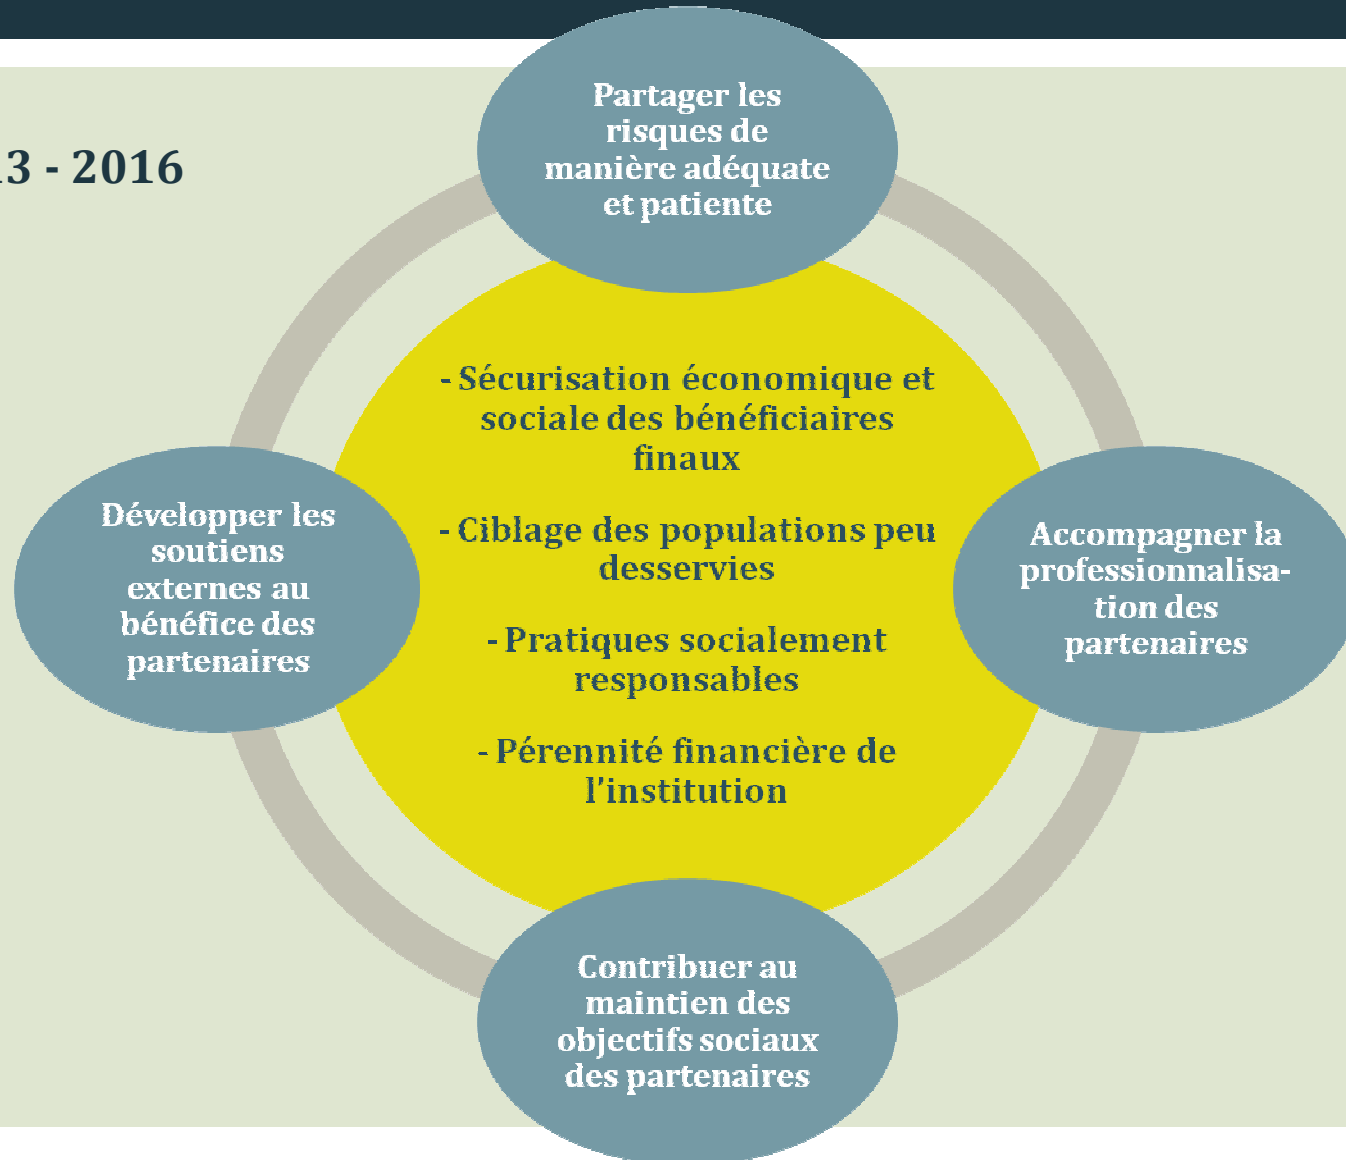 Partager les
risques de
manière adéquate
et patiente
3 - 2016
- Sécurisation économique et
sociale des bénéficiaires
finaux
- Ciblage des populations peu
desservies
- Pratiques socialement
responsables
- Pérennité financière de
l'institution
Développer les
soutiens
externes au
bénéfice des
partenaires
Accompagner la
professionnalisa-
tion des
partenaires
Contribuer au
maintien des
objectifs sociaux
des partenaires